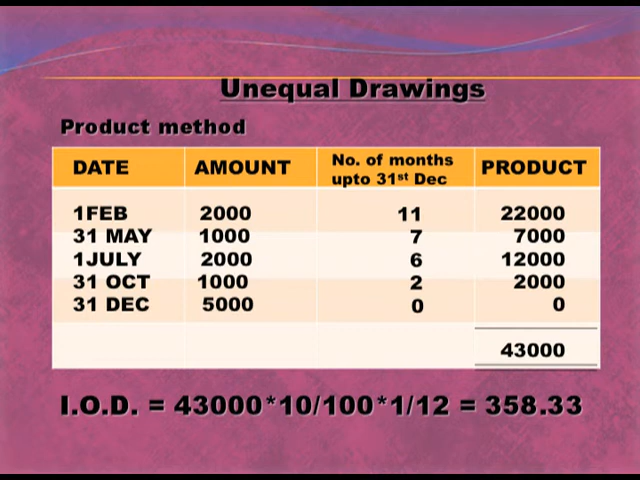 Unequal Drawings
Product method
DATE AMOUNT No. of months upto 31st Dec PRODUCT
1FEB 2000 11 22000
31 MAY 1000 7 7000
1JULY 2000 6 12000
31 OCT 1000 2 2000
31 DEC 5000 0 0
43000
I.O.D. = 43000*10/100*1/12 = 358.33